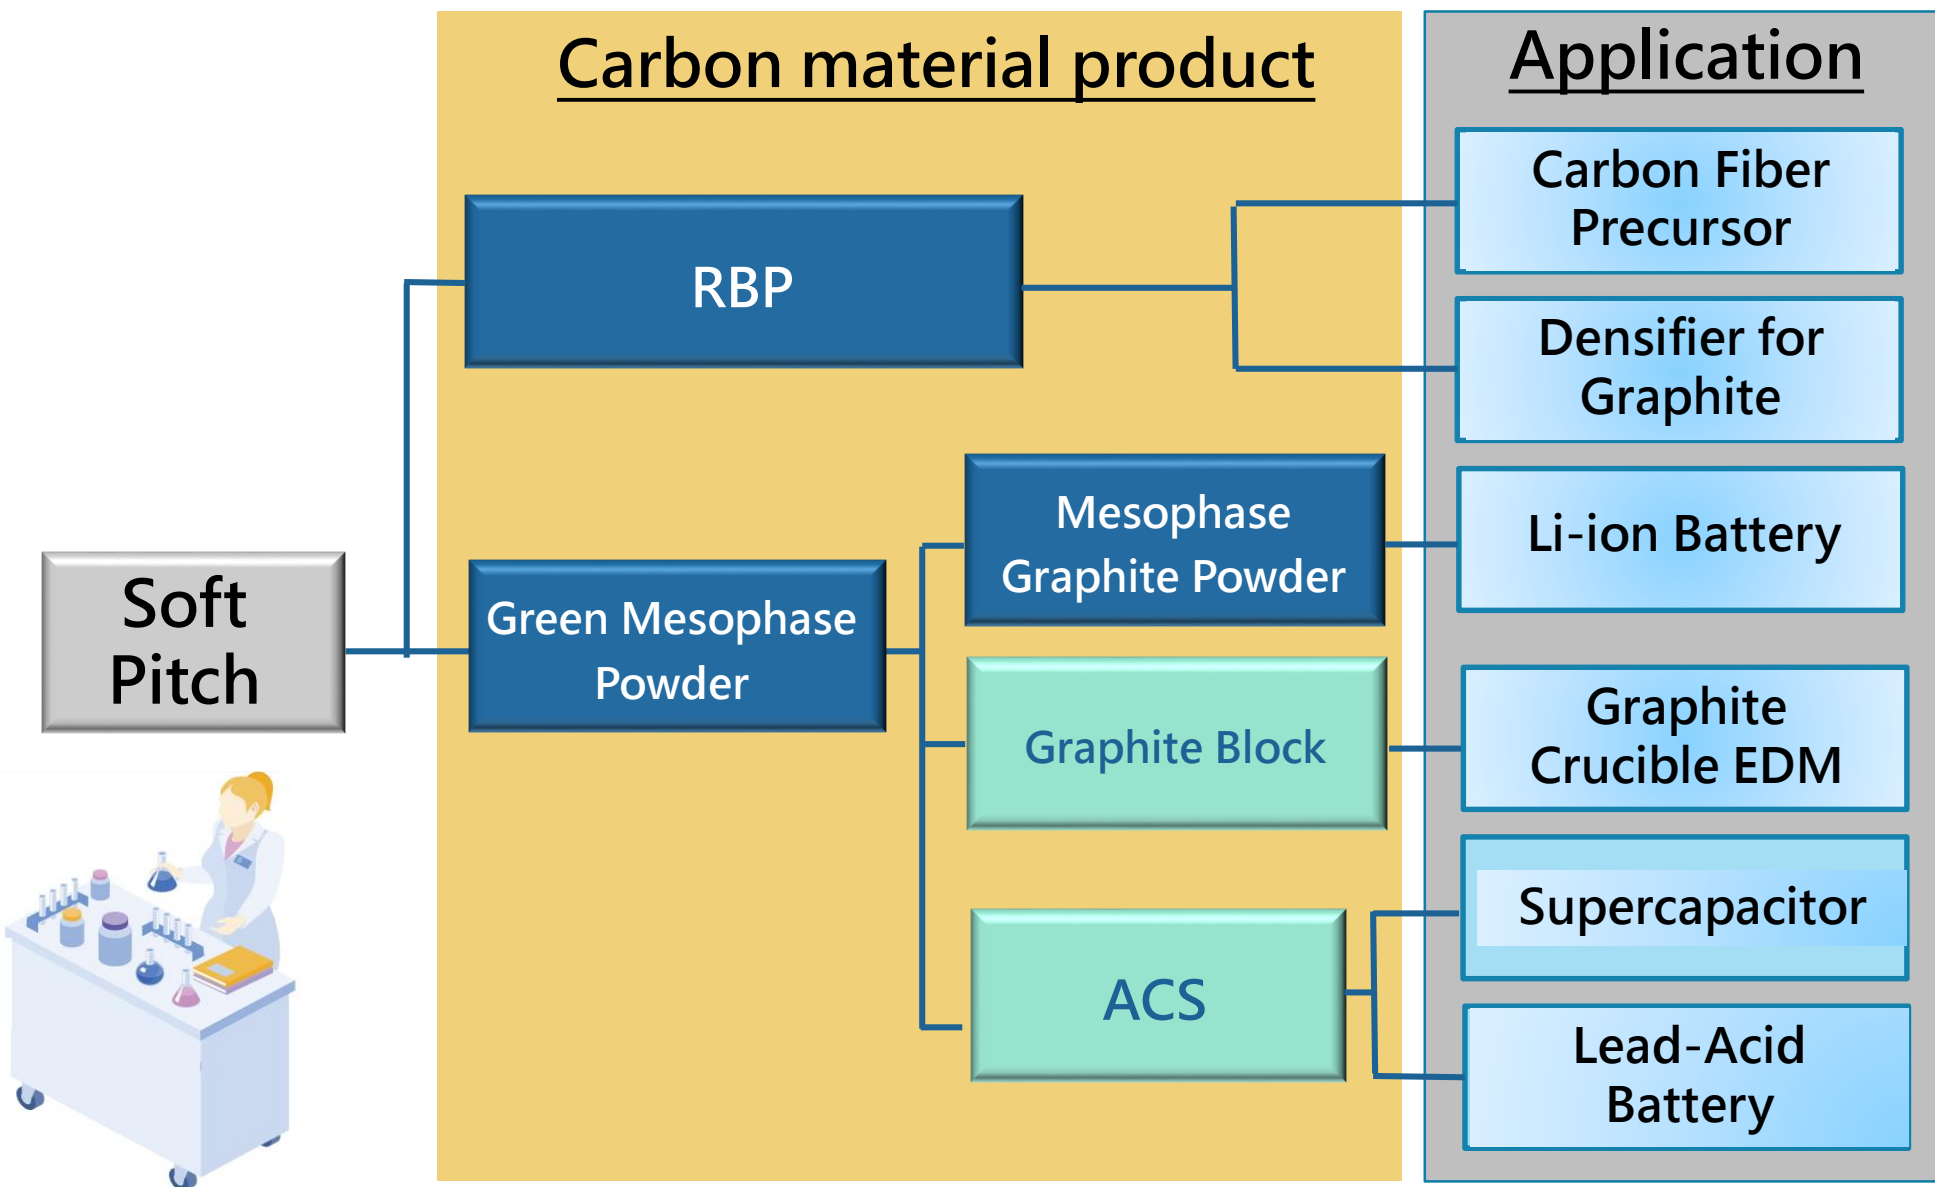 Carbon material product
Application
Soft
Pitch
RBP
Green Mesophase
Powder
Mesophase
Graphite Powder
Graphite Block
ACS
Carbon Fiber
Precursor
Densifier for
Graphite
Li-ion Battery
Graphite
Crucible EDM
Supercapacitor
Lead-Acid
Battery